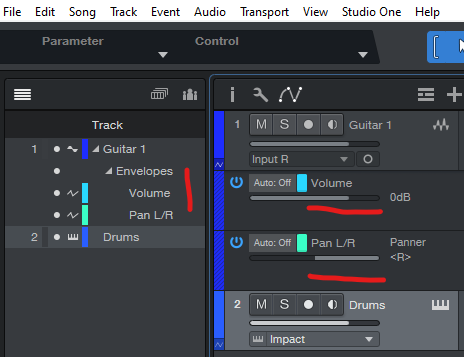 File Edit Song Track Event Audio Transport View Studio One Help
Parameter Control
Track
1 Guitar 1
Envelopes
Volume
Pan L/R
2 Drums
i
1 M S Guitar 1
Input R
Auto: Off Volume
0dB
Auto: Off Pan L/R Panner
<R>
2 M S Drums
Impact